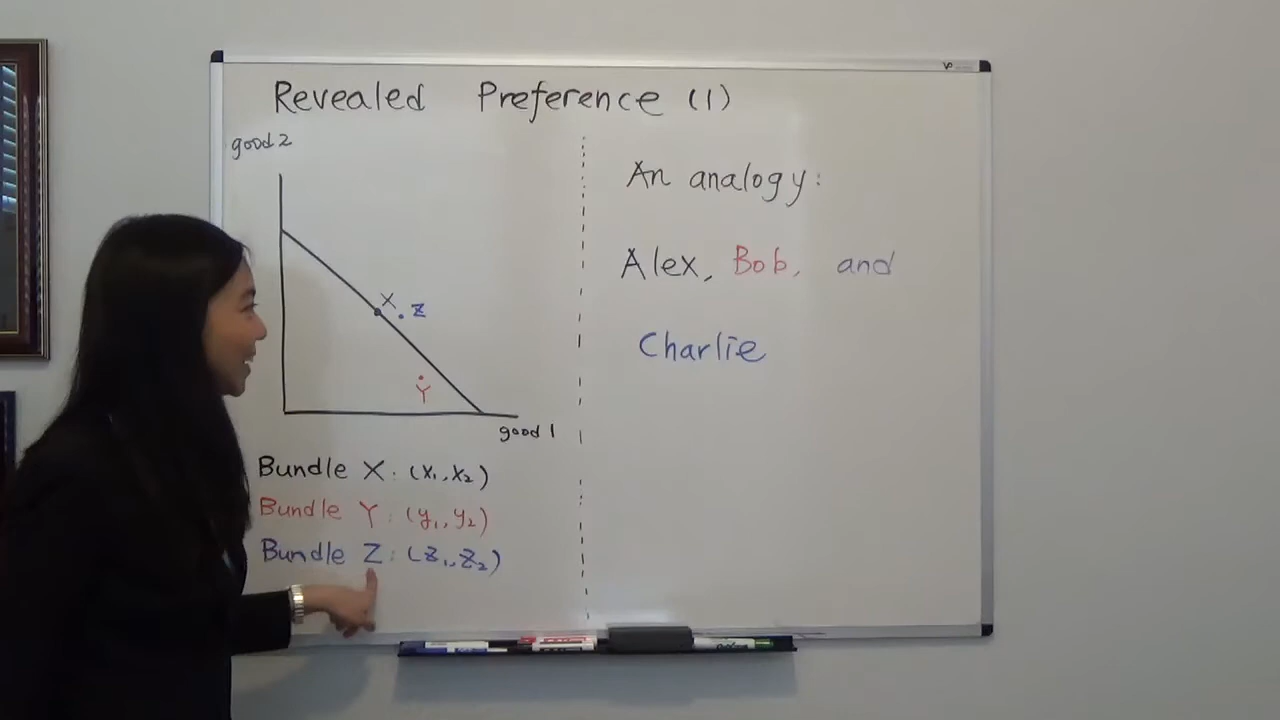 Revealed Preference (1)
good 2
X
Z
Y
good 1
Bundle X: (x₁, x₂)
Bundle Y: (y₁, y₂)
Bundle Z: (z₁, z₂)
An analogy:
Alex, Bob, and
Charlie